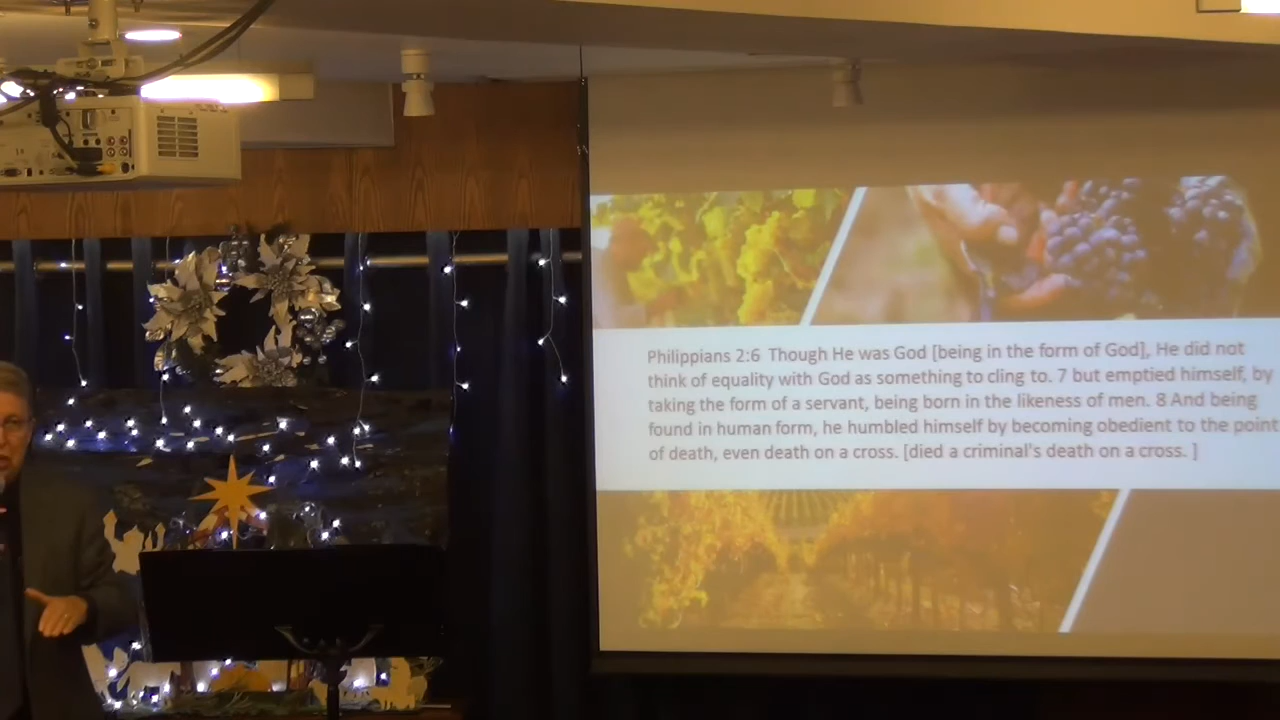 Philippians 2:6  Though He was God [being in the form of God], He did not
think of equality with God as something to cling to. 7 but emptied himself, by
taking the form of a servant, being born in the likeness of men. 8 And being
found in human form, he humbled himself by becoming obedient to the point
of death, even death on a cross. [died a criminal's death on a cross. ]